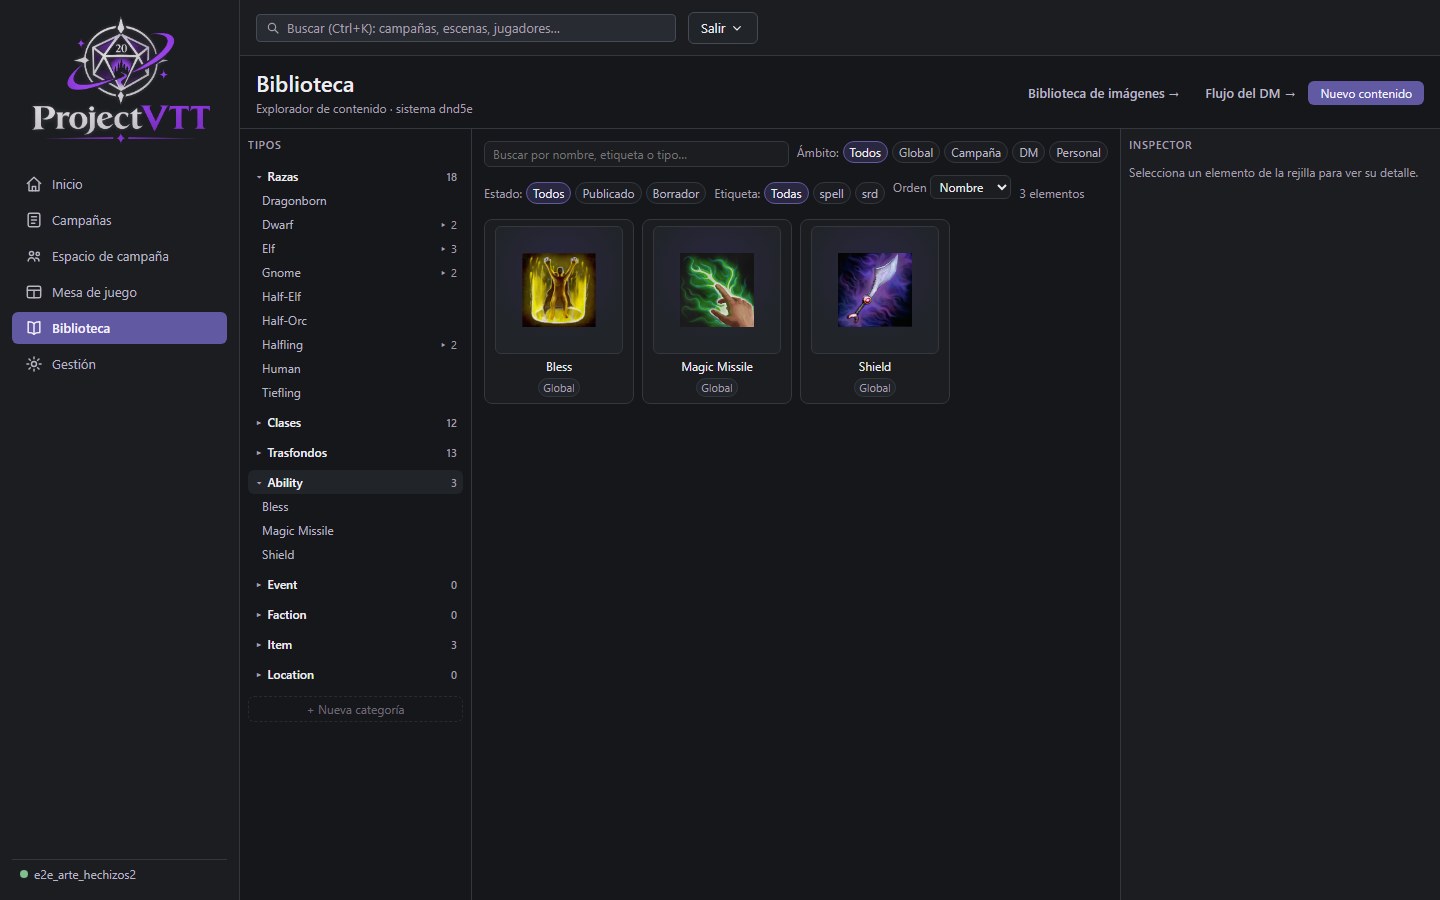 20
ProjectVTT
Inicio
Campañas
Espacio de campaña
Mesa de juego
Biblioteca
Gestión
e2e_arte_hechizos2
Buscar (Ctrl+K): campañas, escenas, jugadores...
Salir
Biblioteca
Explorador de contenido · sistema dnd5e
Biblioteca de imágenes →
Flujo del DM →
Nuevo contenido
TIPOS
Razas 18
Dragonborn
Dwarf 2
Elf 3
Gnome 2
Half-Elf
Half-Orc
Halfling 2
Human
Tiefling
Clases 12
Trasfondos 13
Ability 3
Bless
Magic Missile
Shield
Event 0
Faction 0
Item 3
Location 0
+ Nueva categoría
Buscar por nombre, etiqueta o tipo...
Ámbito: Todos Global Campaña DM Personal
Estado: Todos Publicado Borrador Etiqueta: Todas spell srd Orden Nombre 3 elementos
Bless
Global
Magic Missile
Global
Shield
Global
INSPECTOR
Selecciona un elemento de la rejilla para ver su detalle.